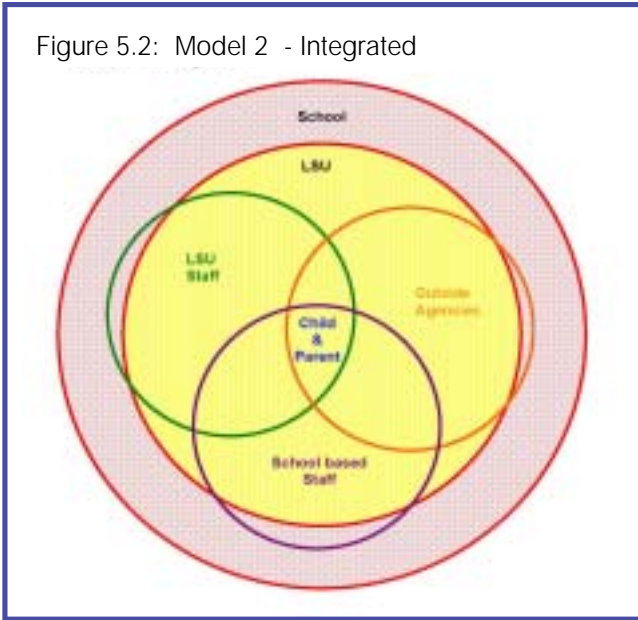 Figure 5.2:  Model 2  - Integrated
School
LSU
LSU
Staff
Outside
Agencies
Child
&
Parent
School based
Staff